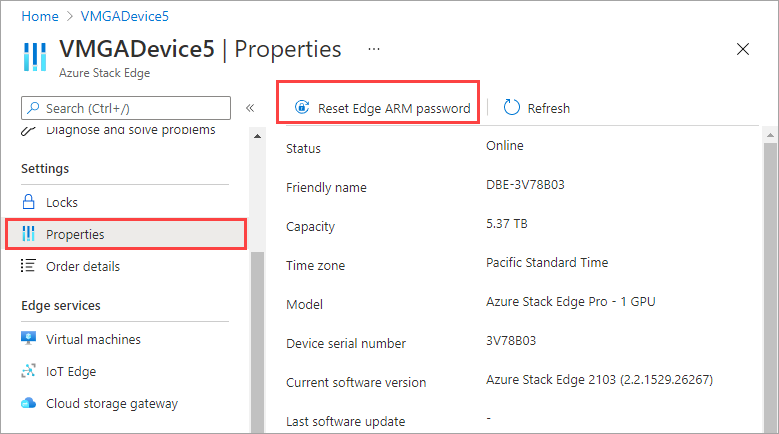 Home > VMGADevice5
VMGADevice5 | Properties ...
Azure Stack Edge
Search (Ctrl+/)
«
Diagnose and solve problems
Settings
Locks
Properties
Order details
Edge services
Virtual machines
IoT Edge
Cloud storage gateway
Reset Edge ARM password
Refresh
Status Online
Friendly name DBE-3V78B03
Capacity 5.37 TB
Time zone Pacific Standard Time
Model Azure Stack Edge Pro - 1 GPU
Device serial number 3V78B03
Current software version Azure Stack Edge 2103 (2.2.1529.26267)
Last software update -